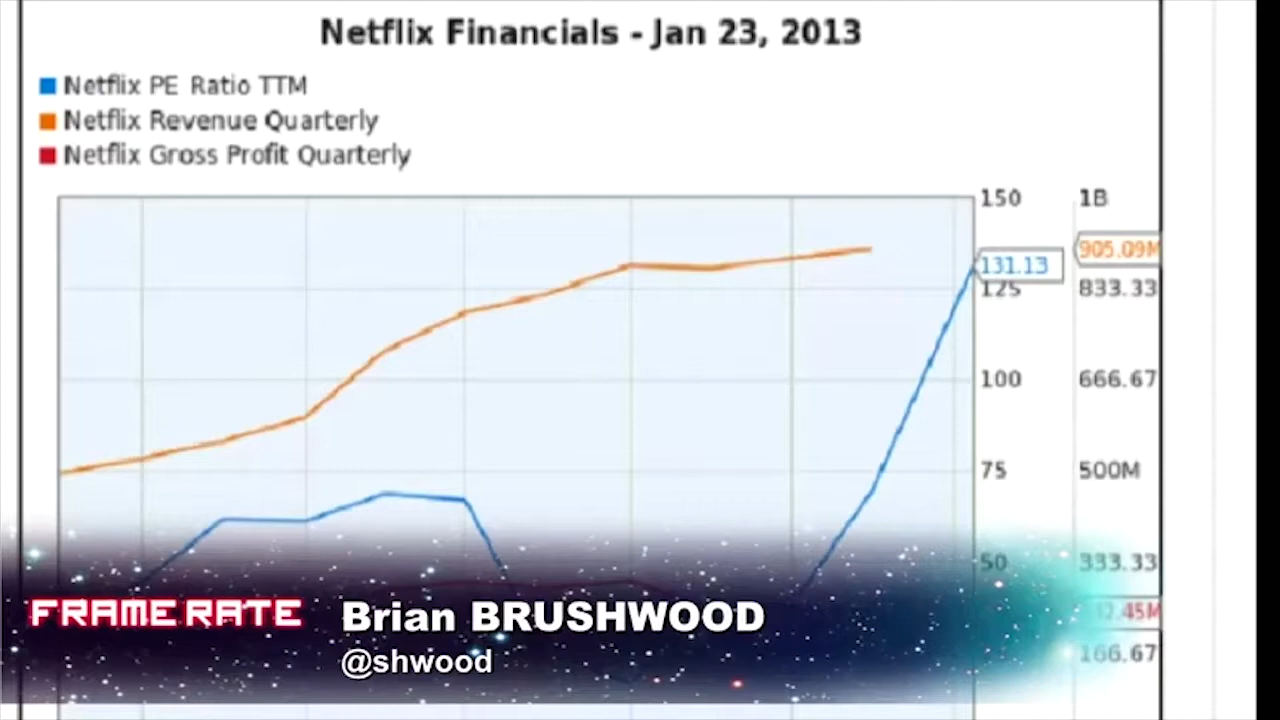 Netflix Financials - Jan 23, 2013
Netflix PE Ratio TTM
Netflix Revenue Quarterly
Netflix Gross Profit Quarterly
150
1B
905.09M
131.13
125
833.33
100
666.67
75
500M
50
333.33
FRAME RATE
Brian BRUSHWOOD
@shwood
2.45M
166.67